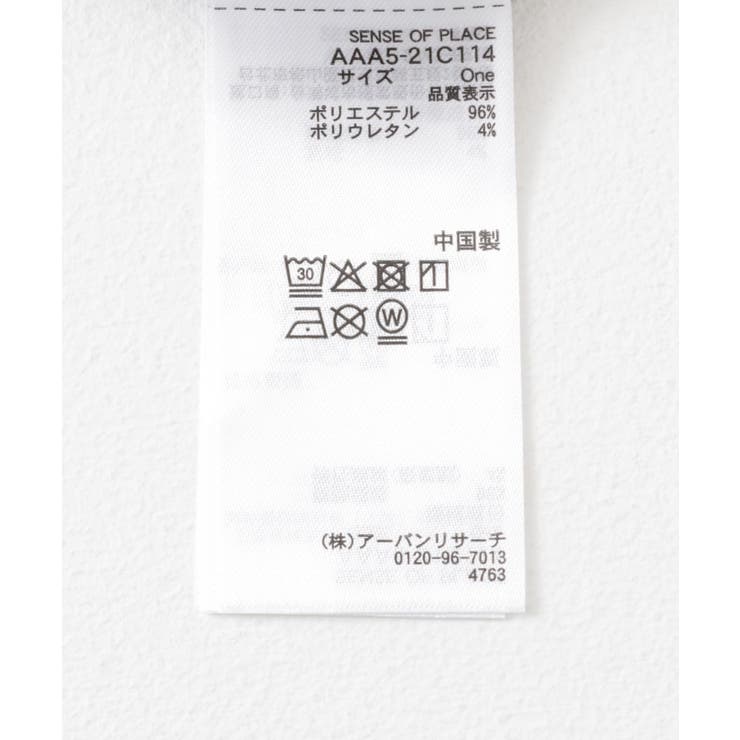 SENSE OF PLACE
AAA5-21C114
サイズ One
品質表示
ポリエステル 96%
ポリウレタン 4%
中国製
30
W
(株)アーバンリサーチ
0120-96-7013
4763